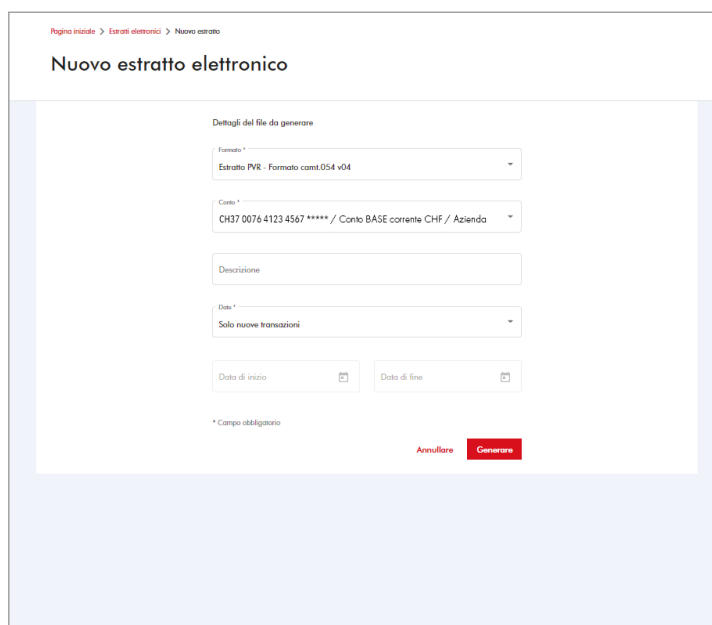 Pagina iniziale > Estratti elettronici > Nuovo estratto
Nuovo estratto elettronico
Dettagli del file da generare
Formato *
Estratto PVR - Formato camt.054 v04
Conto *
CH37 0076 4123 4567 ***** / Conto BASE corrente CHF / Azienda
Descrizione
Data *
Solo nuove transazioni
Data di inizio
Data di fine
* Campo obbligatorio
Annullare
Generare